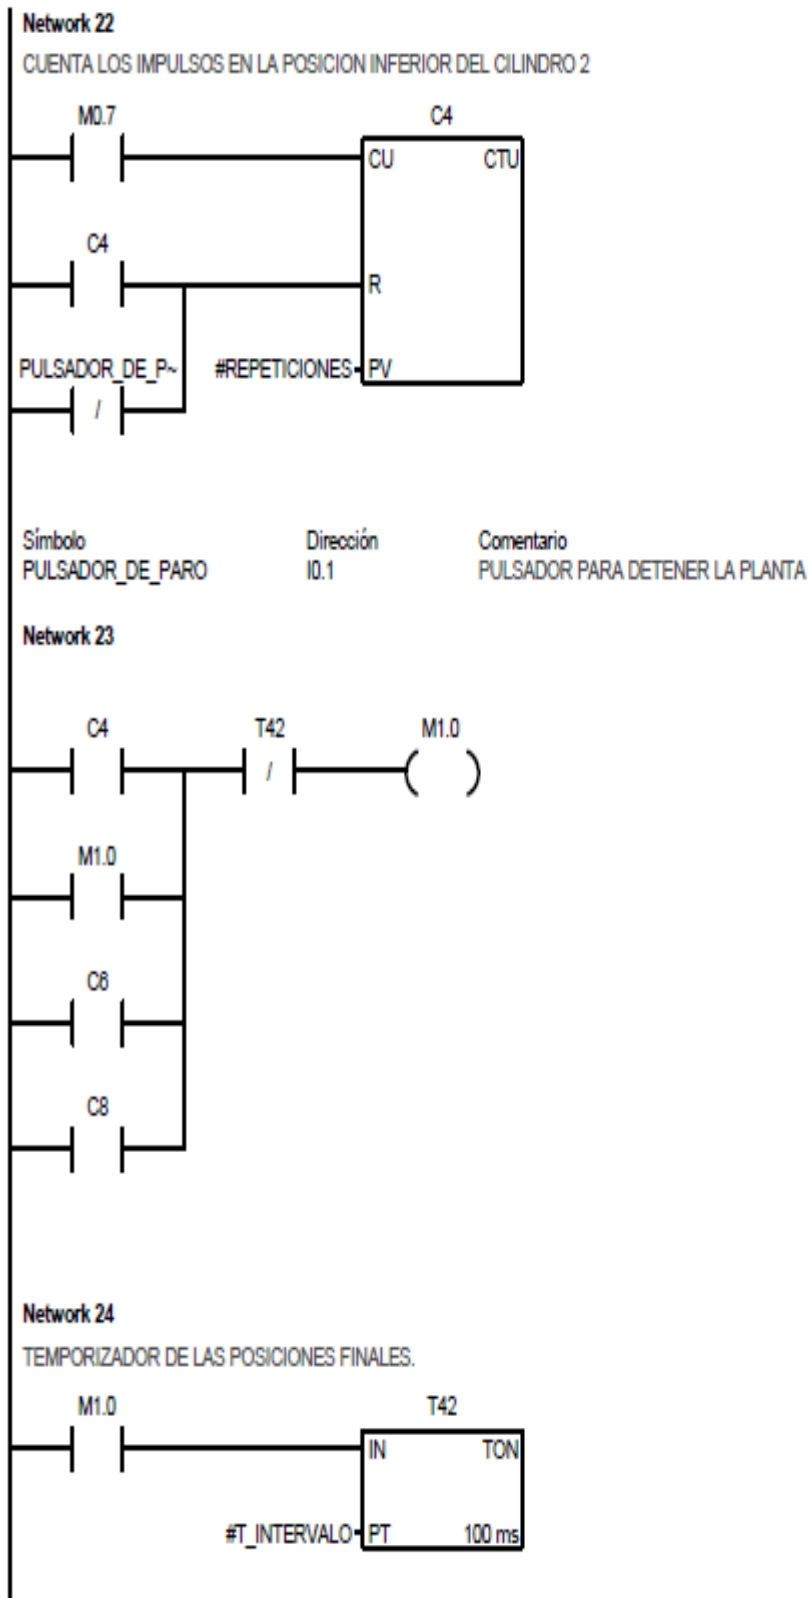 Network 22
CUENTA LOS IMPULSOS EN LA POSICION INFERIOR DEL CILINDRO 2
M0.7
C4
CU CTU
C4
R
PULSADOR_DE_P~
#REPETICIONES PV
/
Símbolo Dirección Comentario
PULSADOR_DE_PARO I0.1 PULSADOR PARA DETENER LA PLANTA
Network 23
C4 T42 M1.0
/
M1.0
C6
C8
Network 24
TEMPORIZADOR DE LAS POSICIONES FINALES.
M1.0 T42
IN TON
#T_INTERVALO PT 100 ms